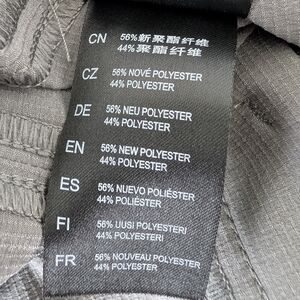 CN 56%新聚酯纤维
44%聚酯纤维
CZ 56% NOVÉ POLYESTER
44% POLYESTER
DE 56% NEU POLYESTER
44% POLYESTER
EN 56% NEW POLYESTER
44% POLYESTER
ES 56% NUEVO POLIÉSTER
44% POLIÉSTER
FI 56% UUSI POLYESTERI
44% POLYESTERI
FR 56% NOUVEAU POLYESTER
44% POLYESTER